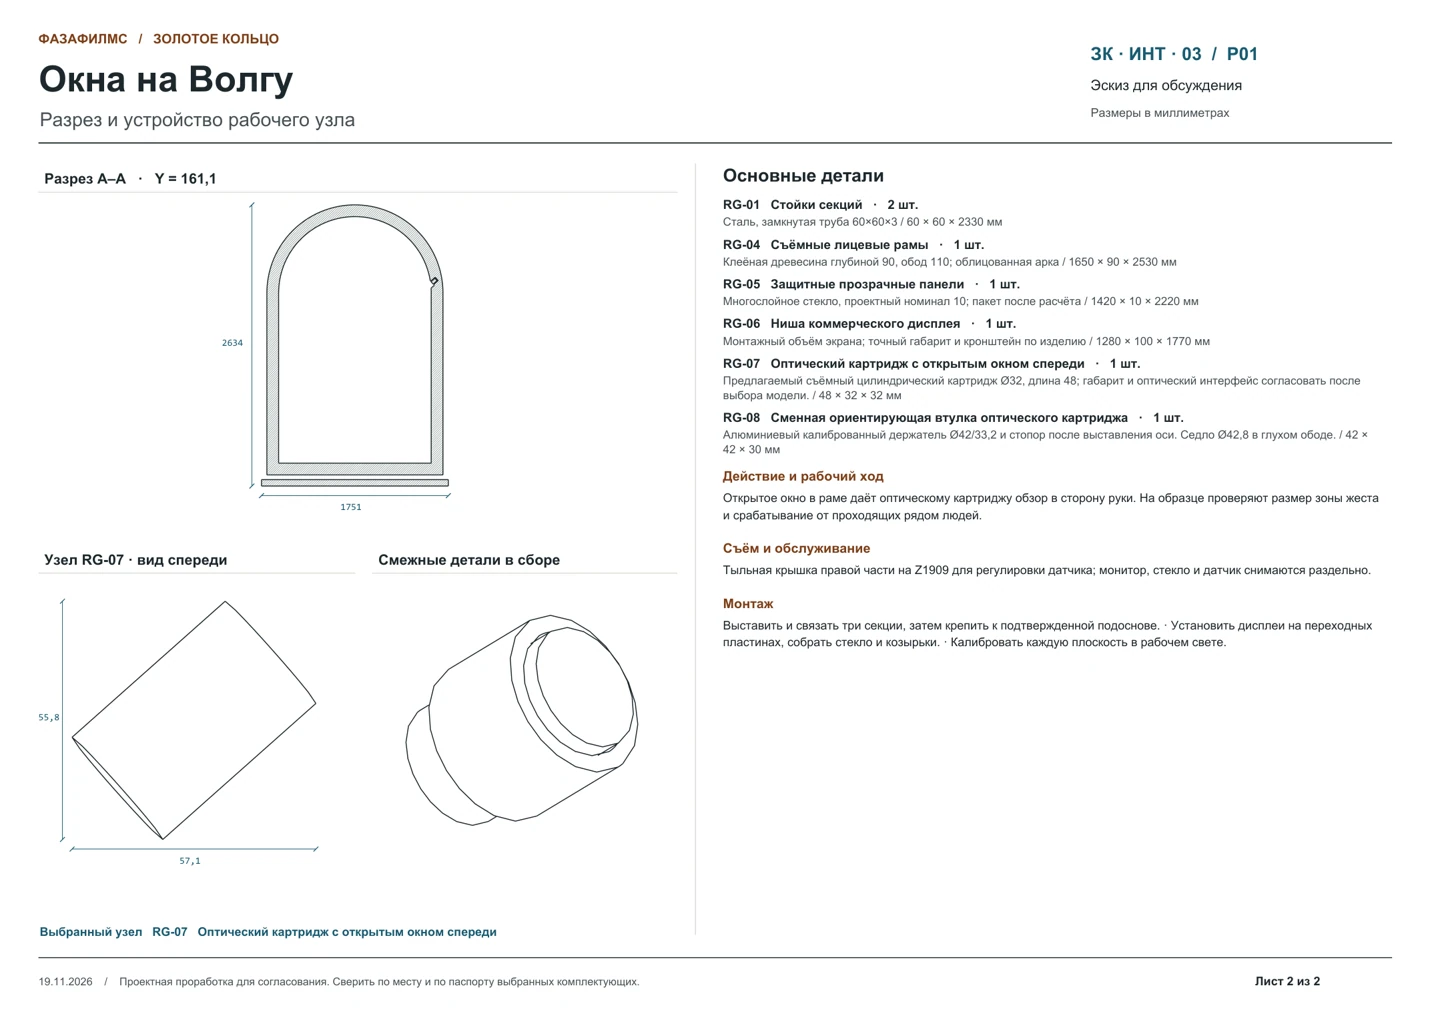 ФАЗАФИЛМС / ЗОЛОТОЕ КОЛЬЦО
Окна на Волгу
Разрез и устройство рабочего узла
ЗК · ИНТ · 03 / P01
Эскиз для обсуждения
Размеры в миллиметрах
Разрез А–А · Y = 161,1
2634
1751
Узел RG-07 · вид спереди
Смежные детали в сборе
55,8
57,1
Выбранный узел RG-07 Оптический картридж с открытым окном спереди
Основные детали
RG-01 Стойки секций · 2 шт.
Сталь, замкнутая труба 60×60×3 / 60 × 60 × 2330 мм
RG-04 Съёмные лицевые рамы · 1 шт.
Клеёная древесина глубиной 90, обод 110; облицованная арка / 1650 × 90 × 2530 мм
RG-05 Защитные прозрачные панели · 1 шт.
Многослойное стекло, проектный номинал 10; пакет после расчёта / 1420 × 10 × 2220 мм
RG-06 Ниша коммерческого дисплея · 1 шт.
Монтажный объём экрана; точный габарит и кронштейн по изделию / 1280 × 100 × 1770 мм
RG-07 Оптический картридж с открытым окном спереди · 1 шт.
Предлагаемый съёмный цилиндрический картридж Ø32, длина 48; габарит и оптический интерфейс согласовать после
выбора модели. / 48 × 32 × 32 мм
RG-08 Сменная ориентирующая втулка оптического картриджа · 1 шт.
Алюминиевый калиброванный держатель Ø42/33,2 и стопор после выставления оси. Седло Ø42,8 в глухом ободе. / 42 ×
42 × 30 мм
Действие и рабочий ход
Открытое окно в раме даёт оптическому картриджу обзор в сторону руки. На образце проверяют размер зоны жеста
и срабатывание от проходящих рядом людей.
Съём и обслуживание
Тыльная крышка правой части на Z1909 для регулировки датчика; монитор, стекло и датчик снимаются раздельно.
Монтаж
Выставить и связать три секции, затем крепить к подтвержденной подоснове. · Установить дисплеи на переходных
пластинах, собрать стекло и козырьки. · Калибровать каждую плоскость в рабочем свете.
19.11.2026 / Проектная проработка для согласования. Сверить по месту и по паспорту выбранных комплектующих.
Лист 2 из 2